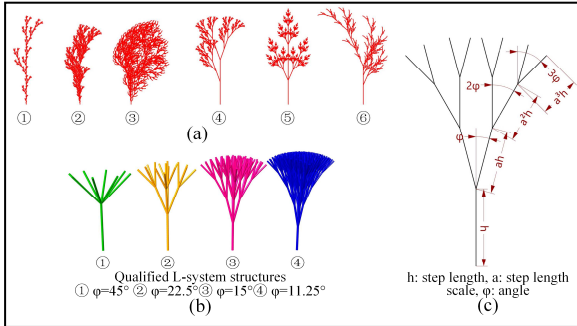 ① ② ③ ④ ⑤ ⑥
(a)
① ② ③ ④
Qualified L-system structures
① φ=45° ② φ=22.5° ③ φ=15° ④ φ=11.25°
(b)
3φ
2φ
a³h
a²h
φ
ah
h
h: step length, a: step length
scale, φ: angle
(c)